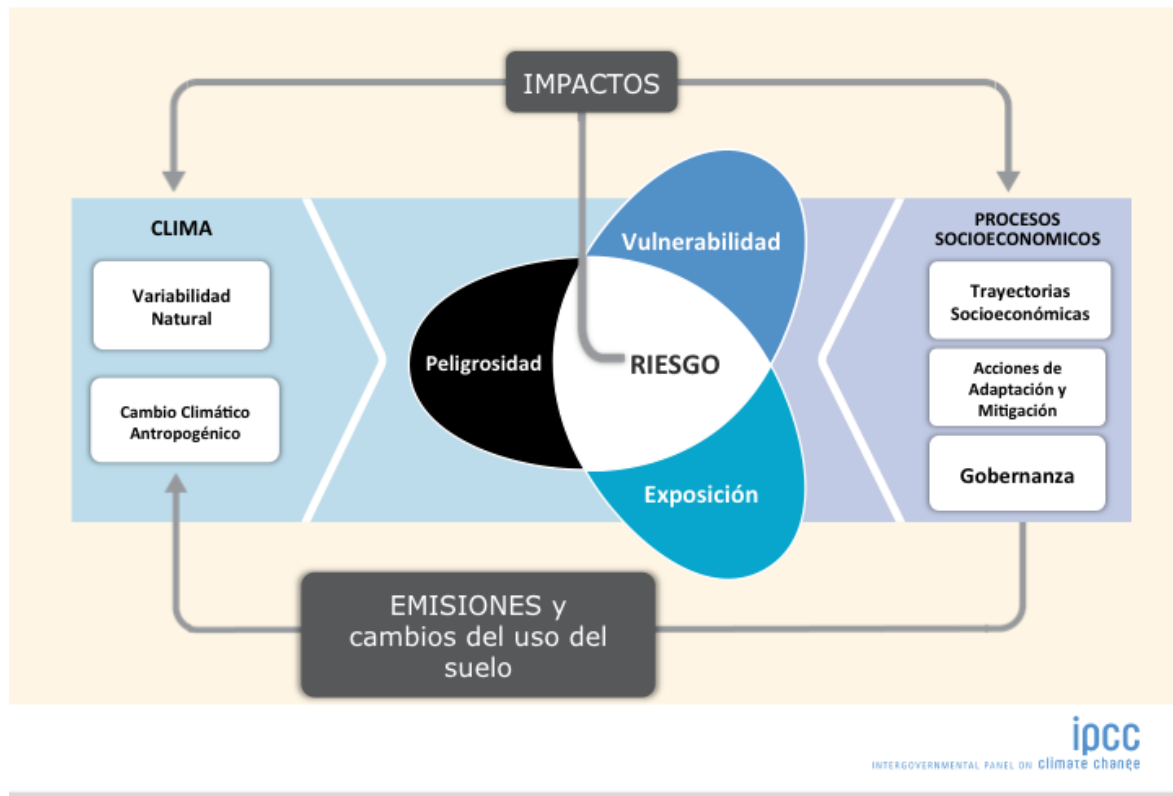 IMPACTOS
CLIMA
Variabilidad
Natural
Cambio Climático
Antropogénico
Vulnerabilidad
Peligrosidad
RIESGO
Exposición
PROCESOS
SOCIOECONOMICOS
Trayectorias
Socioeconómicas
Acciones de
Adaptación y
Mitigación
Gobernanza
EMISIONES y
cambios del uso del
suelo
ipcc
INTERGOVERNMENTAL PANEL ON climate change